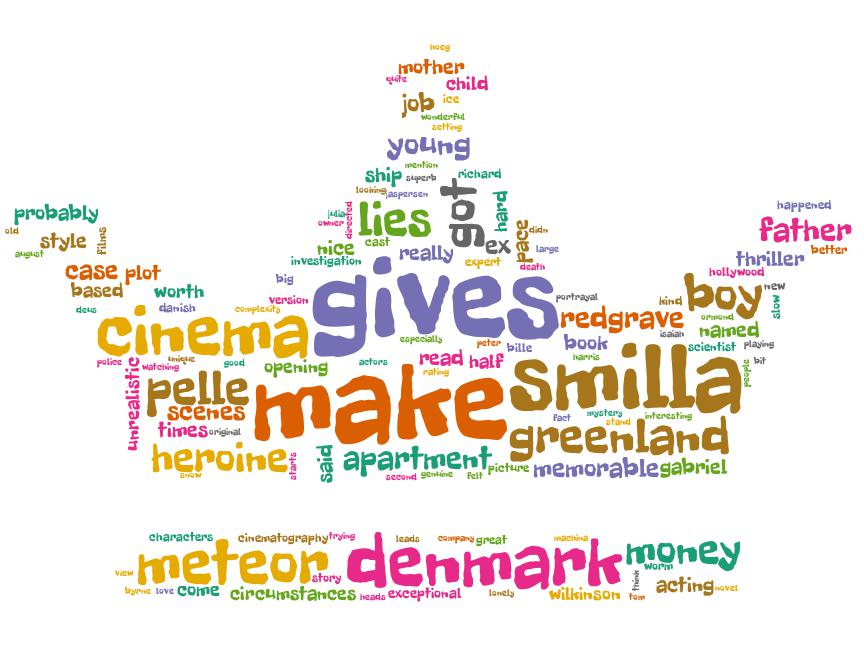 hoeg
mother
quite child
job ice
wonderful
setting
young
mention
ship superb richard
looking jaspersen
probably julia directed lies got hard happened
old style films owner father
august nice cast really ex pace didn better
case plot investigation expert large thriller
based worth big death hollywood
deus danish version gives portrayal kind boy new slow
cinema complexity redgrave ormond
especially peter bille book isaiah named
police unique good actors read half harris scientist playing
watching opening rating smilla people bit
unrealistic pelle make
scenes fact mystery interesting
times original stand
greenland
heroine starts said apartment picture memorable gabriel
snow second genuine felt
characters cinematography trying leads company great machina
meteor denmark money
view story worm
byrne love come circumstances heads exceptional lonely wilkinson think tom acting novel